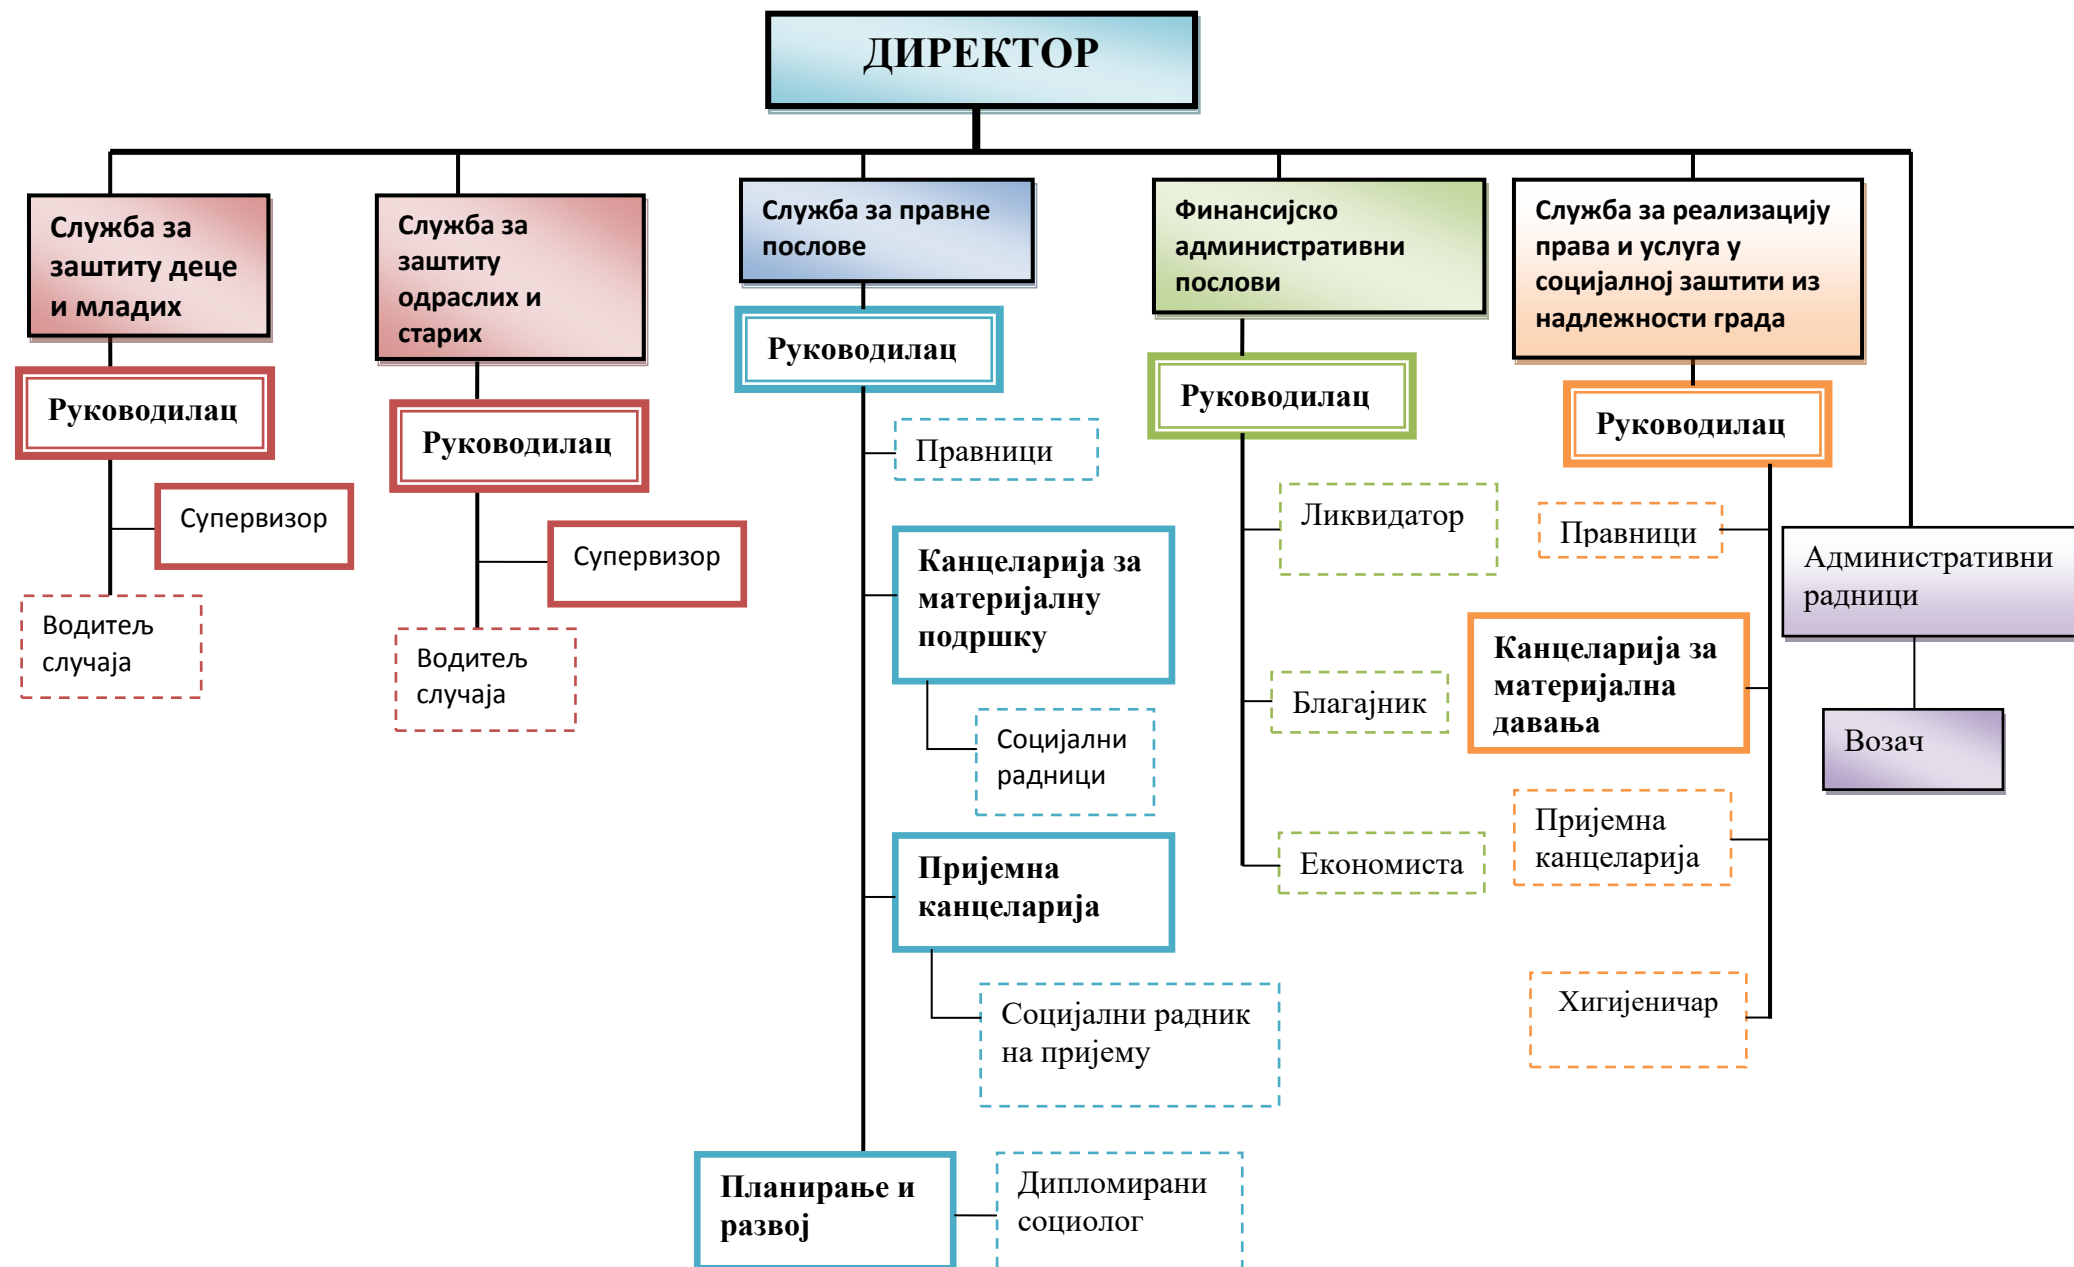 ДИРЕКТОР
Служба за
заштиту деце
и младих
Руководилац
Супервизор
Водитељ
случаја
Служба за
заштиту
одраслих и
старих
Руководилац
Супервизор
Водитељ
случаја
Служба за правне
послове
Руководилац
Правници
Канцеларија за
материјалну
подршку
Социјални
радници
Пријемна
канцеларија
Социјални радник
на пријему
Планирање и
развој
Дипломирани
социолог
Финансијско
административни
послови
Руководилац
Ликвидатор
Благајник
Економиста
Служба за реализацију
права и услуга у
социјалној заштити из
надлежности града
Руководилац
Правници
Канцеларија за
материјална
давања
Пријемна
канцеларија
Хигијеничар
Административни
радници
Возач